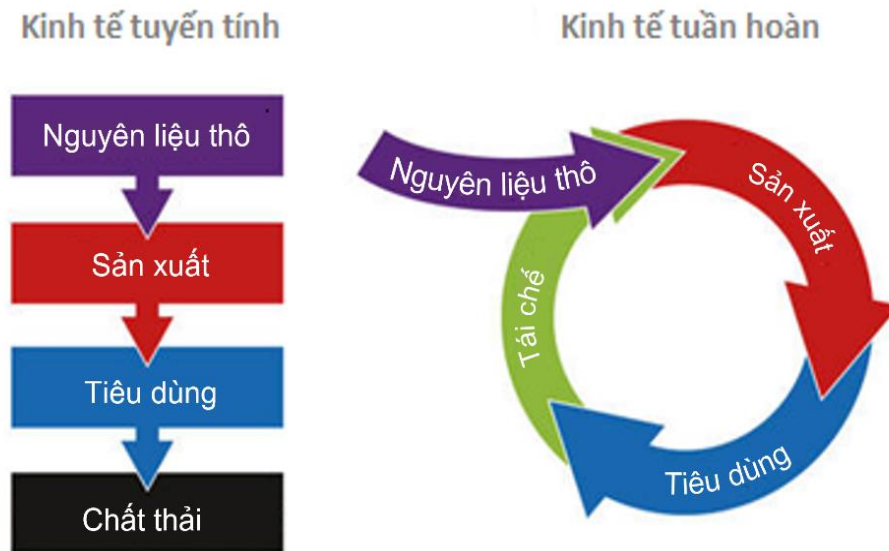 Kinh tế tuyến tính
Nguyên liệu thô
Sản xuất
Tiêu dùng
Chất thải
Kinh tế tuần hoàn
Nguyên liệu thô
Sản xuất
Tiêu dùng
Tái chế